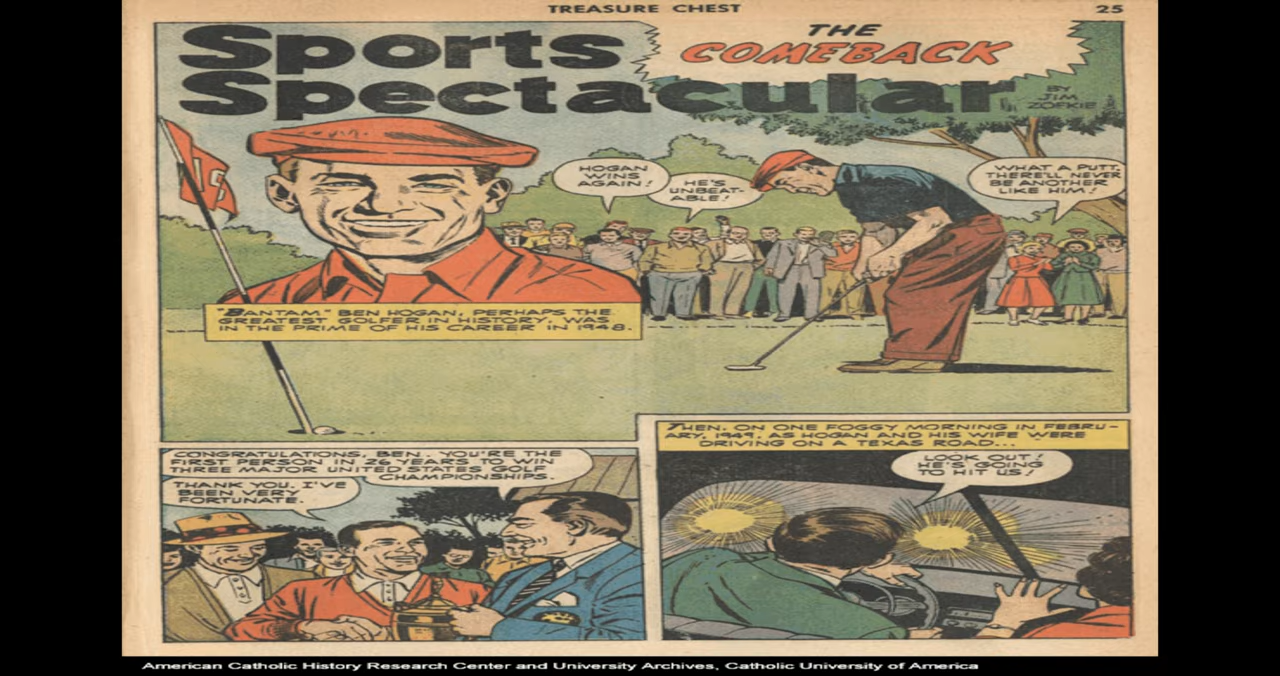 TREASURE CHEST
25
Sports
Spectacular
THE
COMEBACK
BY
JIM
ZOFKIE
15
HOGAN
WINS
AGAIN!
HE'S
UNBEAT-
ABLE!
WHAT A PUTT!
THERE'LL NEVER
BE ANOTHER
LIKE HIM!
"BANTAM" BEN HOGAN, PERHAPS THE
GREATEST GOLFER IN HISTORY, WAS
IN THE PRIME OF HIS CAREER IN 1948.
CONGRATULATIONS, BEN. YOU'RE THE
FIRST PERSON IN 26 YEARS TO WIN
THREE MAJOR UNITED STATES GOLF
CHAMPIONSHIPS.
THANK YOU. I'VE
BEEN VERY
FORTUNATE.
THEN, ON ONE FOGGY MORNING IN FEBRU-
ARY, 1949, AS HOGAN AND HIS WIFE WERE
DRIVING ON A TEXAS ROAD...
LOOK OUT!
HE'S GOING
TO HIT US!
American Catholic History Research Center and University Archives, Catholic University of America